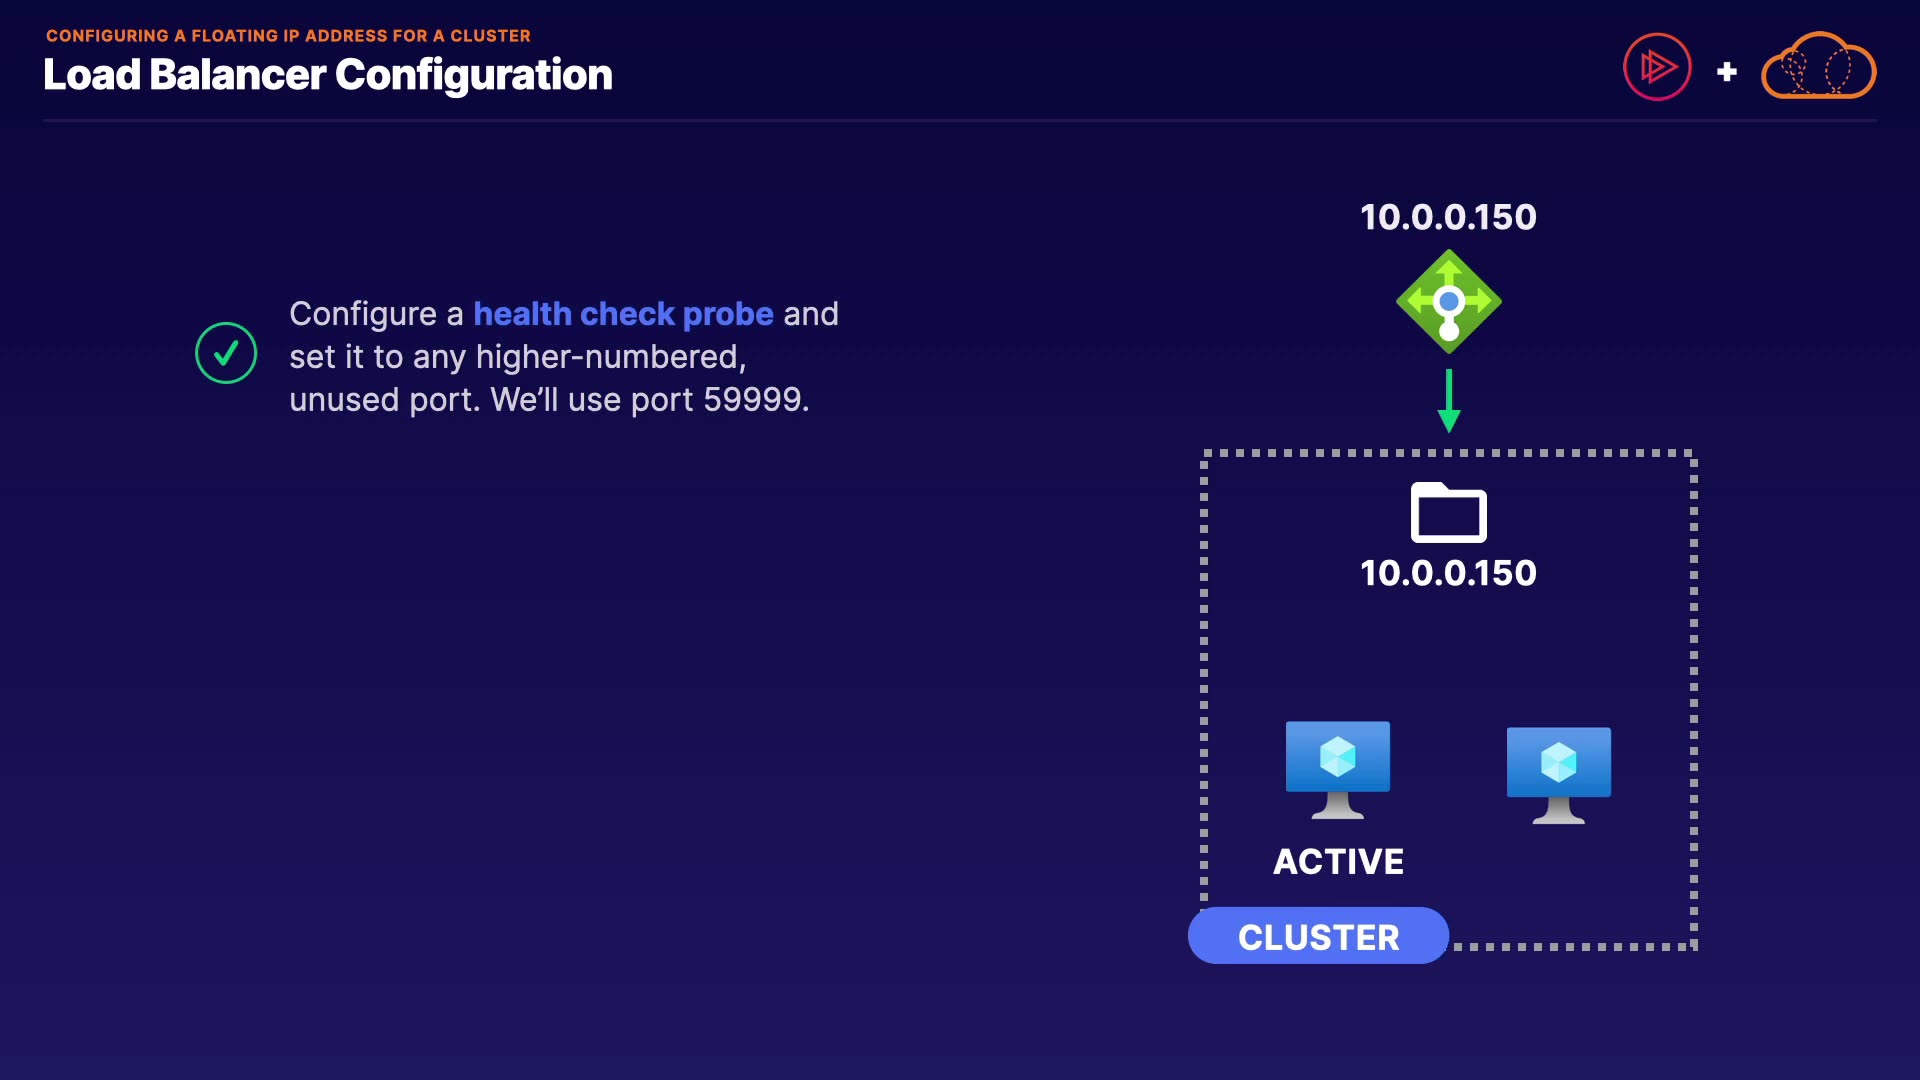 CONFIGURING A FLOATING IP ADDRESS FOR A CLUSTER
Load Balancer Configuration
+
Configure a health check probe and
set it to any higher-numbered,
unused port. We’ll use port 59999.
10.0.0.150
10.0.0.150
ACTIVE
CLUSTER